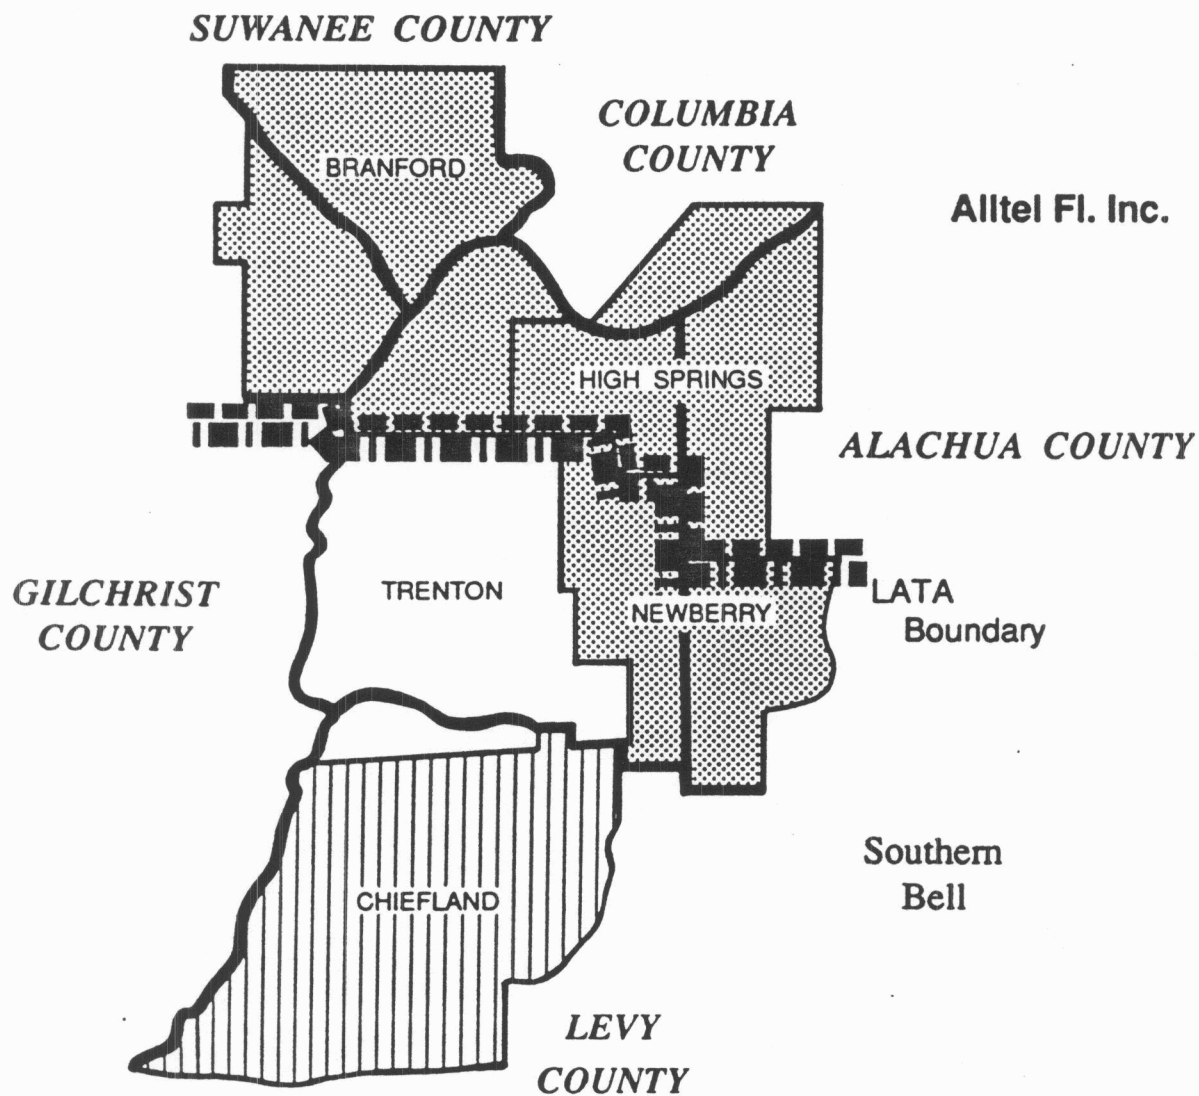 SUWANEE COUNTY
COLUMBIA
COUNTY
BRANFORD
Alltel Fl. Inc.
HIGH SPRINGS
ALACHUA COUNTY
GILCHRIST
COUNTY
TRENTON
NEWBERRY
LATA
Boundary
Southern
Bell
CHIEFLAND
LEVY
COUNTY